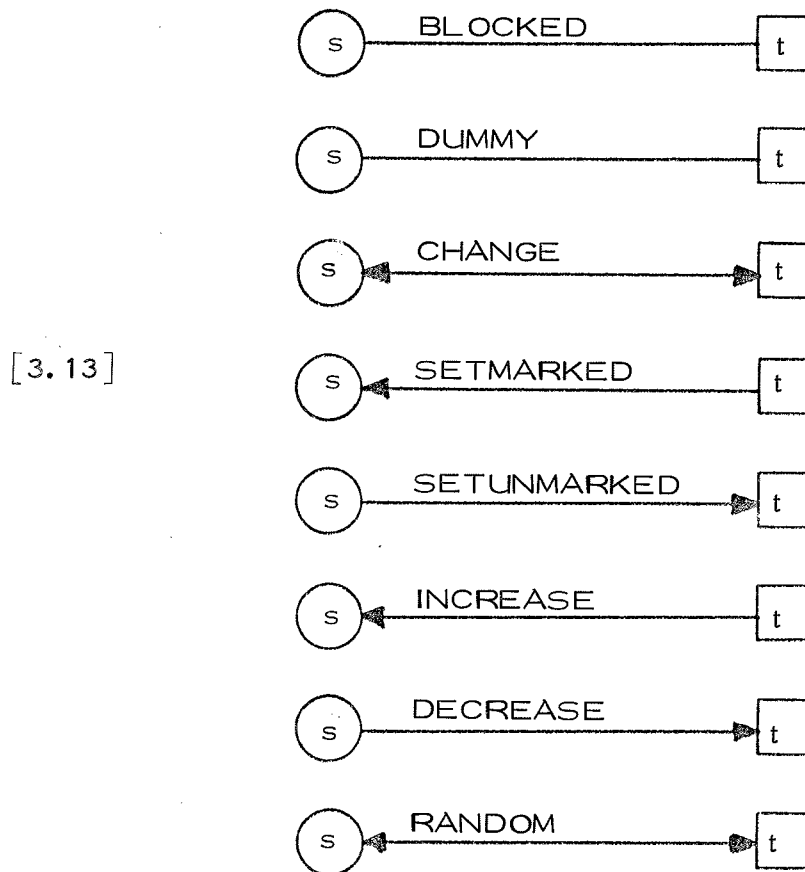 s BLOCKED t
s DUMMY t
s CHANGE t
[3.13]
s SETMARKED t
s SETUNMARKED t
s INCREASE t
s DECREASE t
s RANDOM t